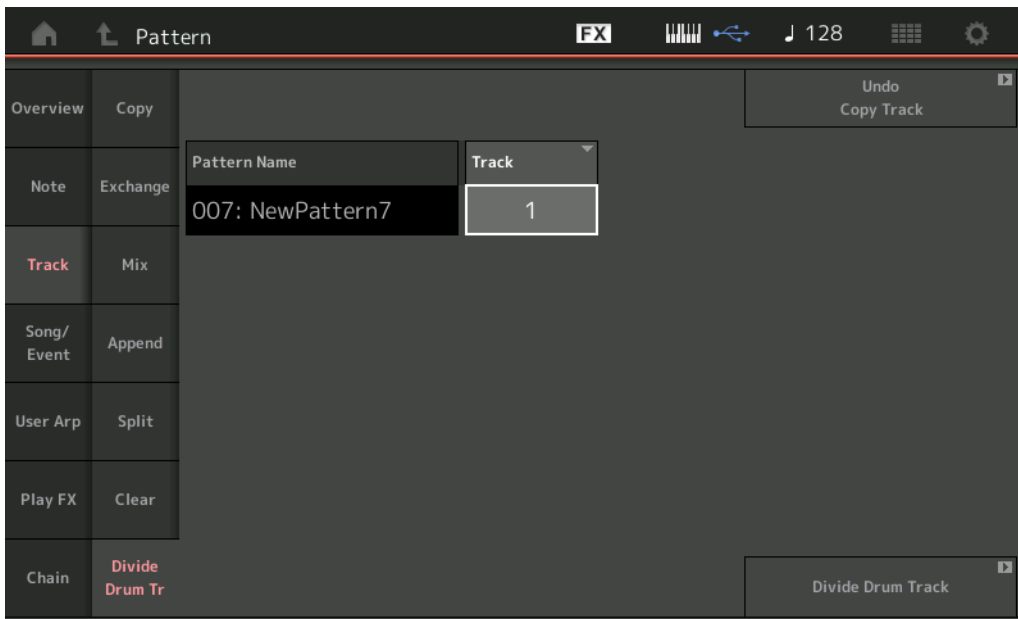 Pattern
FX
♩ 128
Overview
Copy
Undo
Copy Track
Note
Exchange
Pattern Name
Track
007: NewPattern7
1
Track
Mix
Song/
Event
Append
User Arp
Split
Play FX
Clear
Chain
Divide
Drum Tr
Divide Drum Track